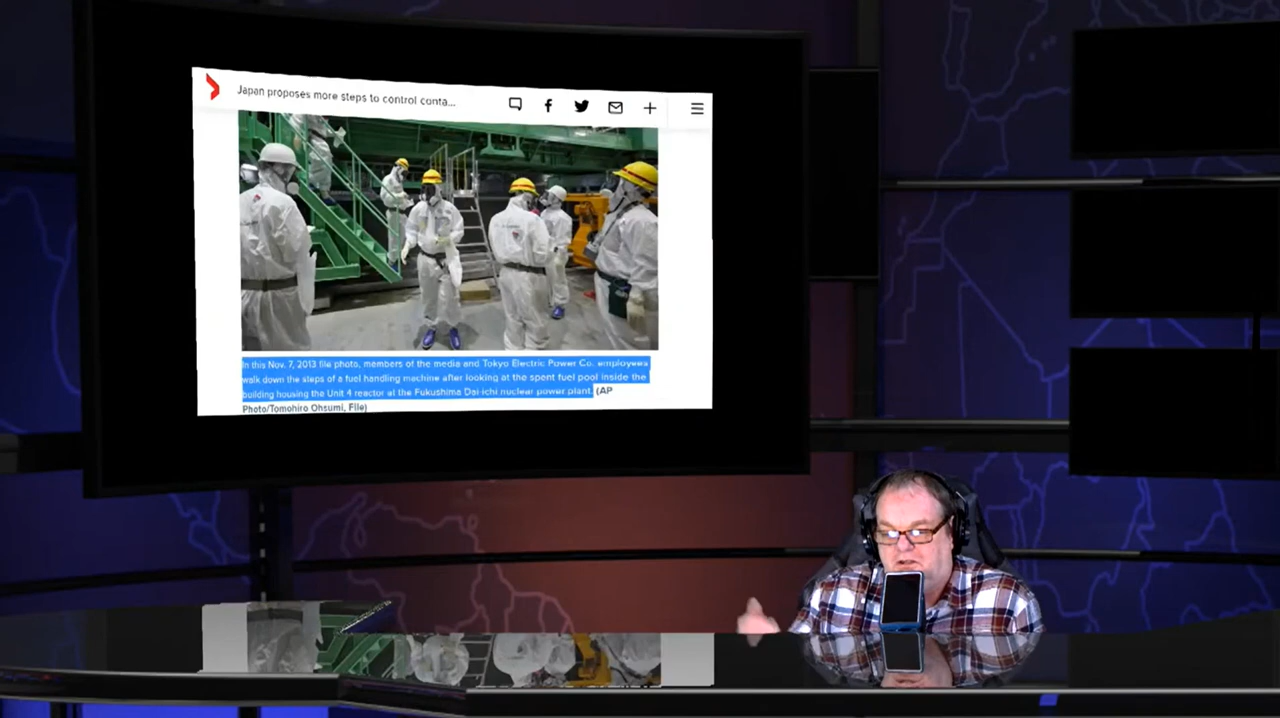 Japan proposes more steps to control conta...
In this Nov. 7, 2013 file photo, members of the media and Tokyo Electric Power Co. employees
walk down the steps of a fuel handling machine after looking at the spent fuel pool inside the
building housing the Unit 4 reactor at the Fukushima Dai-ichi nuclear power plant. (AP
Photo/Tomohiro Ohsumi, File)